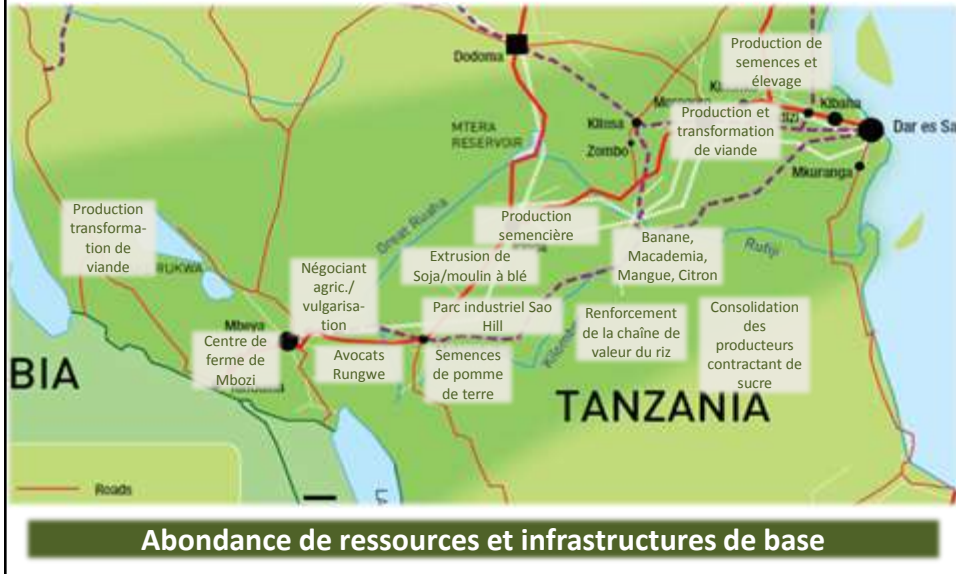 Production de
semences et
élevage
Dodoma
Kibaha
Dar es Sa
Kilosa
Production et
transformation
de viande
MTERA
RESERVOIR
Zombo
Mkuranga
Production
transforma-
tion de
viande
RUKWA
Great Ruaha
Production
semencière
Banane,
Macademia,
Mangue, Citron
Rufiji
Négociant
agric./
vulgarisa-
tion
Extrusion de
Soja/moulin à blé
Parc industriel Sao
Hill
Renforcement
de la chaîne de
valeur du riz
Consolidation
des
producteurs
contractant de
sucre
Mbeya
Centre de
ferme de
Mbozi
Avocats
Rungwe
Semences
de pomme
de terre
BIA
TANZANIA
Roads
Abondance de ressources et infrastructures de base